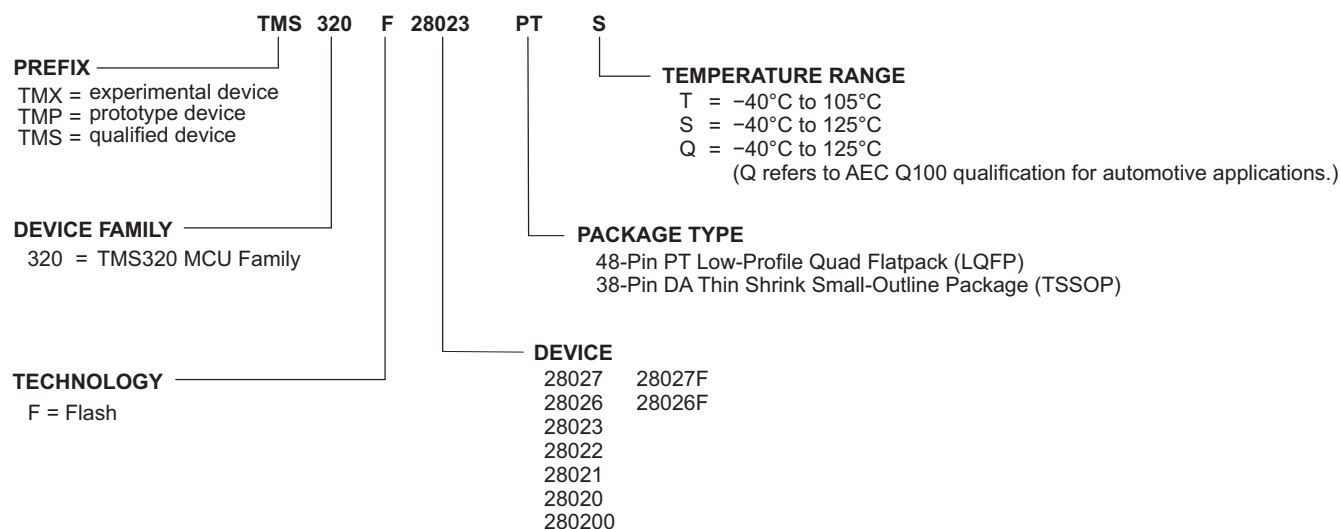 TMS 320 F 28023 PT S
PREFIX
TMX = experimental device
TMP = prototype device
TMS = qualified device
TEMPERATURE RANGE
T = −40°C to 105°C
S = −40°C to 125°C
Q = −40°C to 125°C
(Q refers to AEC Q100 qualification for automotive applications.)
DEVICE FAMILY
320 = TMS320 MCU Family
PACKAGE TYPE
48-Pin PT Low-Profile Quad Flatpack (LQFP)
38-Pin DA Thin Shrink Small-Outline Package (TSSOP)
TECHNOLOGY
F = Flash
DEVICE
28027 28027F
28026 28026F
28023
28022
28021
28020
280200